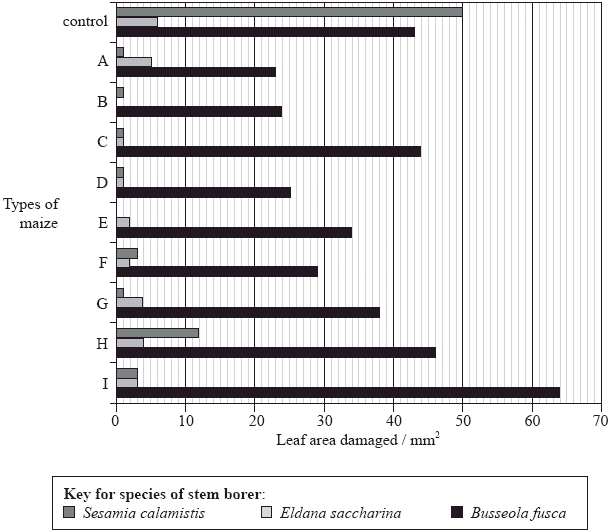 control
A
B
C
D
Types of
maize
E
F
G
H
I
0 10 20 30 40 50 60 70
Leaf area damaged / mm²
Key for species of stem borer:
Sesamia calamistis Eldana saccharina Busseola fusca